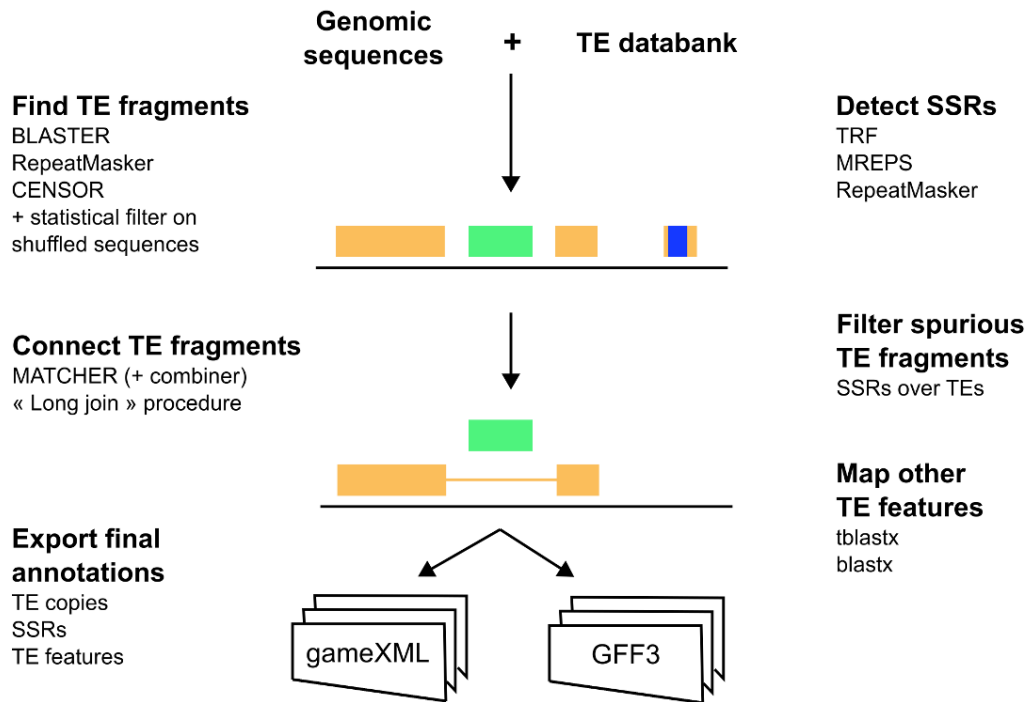 Genomic
sequences
+
TE databank
Find TE fragments
BLASTER
RepeatMasker
CENSOR
+ statistical filter on
shuffled sequences
Detect SSRs
TRF
MREPS
RepeatMasker
Connect TE fragments
MATCHER (+ combiner)
« Long join » procedure
Filter spurious
TE fragments
SSRs over TEs
Map other
TE features
tblastx
blastx
Export final
annotations
TE copies
SSRs
TE features
gameXML
GFF3